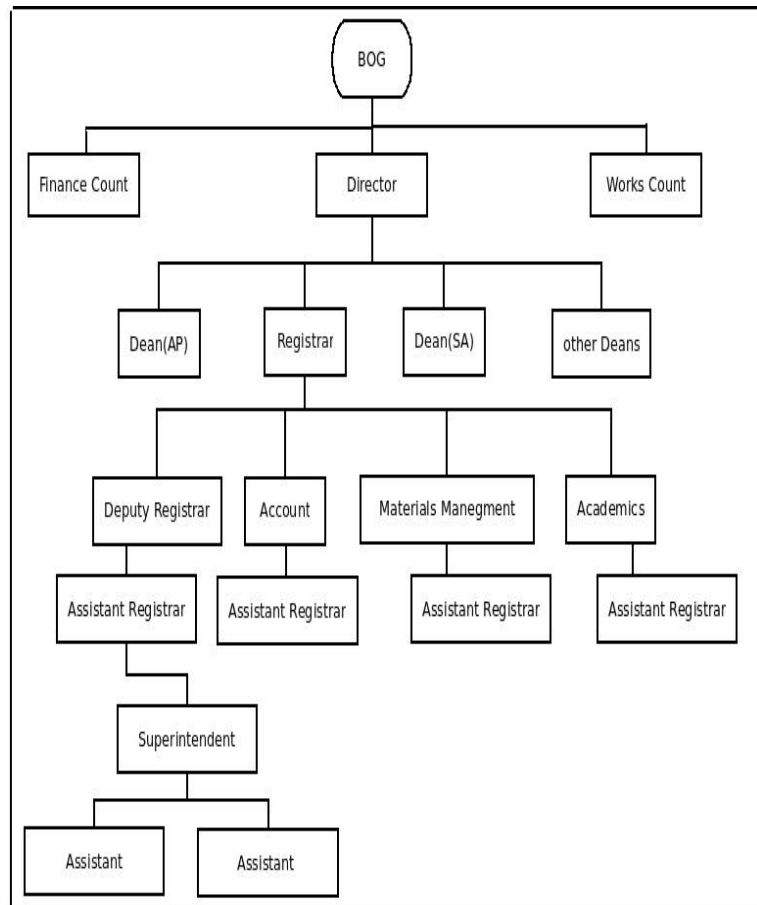 BOG
Finance Count
Director
Works Count
Dean(AP)
Registrar
Dean(SA)
other Deans
Deputy Registrar
Account
Materials Manegment
Academics
Assistant Registrar
Assistant Registrar
Assistant Registrar
Assistant Registrar
Superintendent
Assistant
Assistant